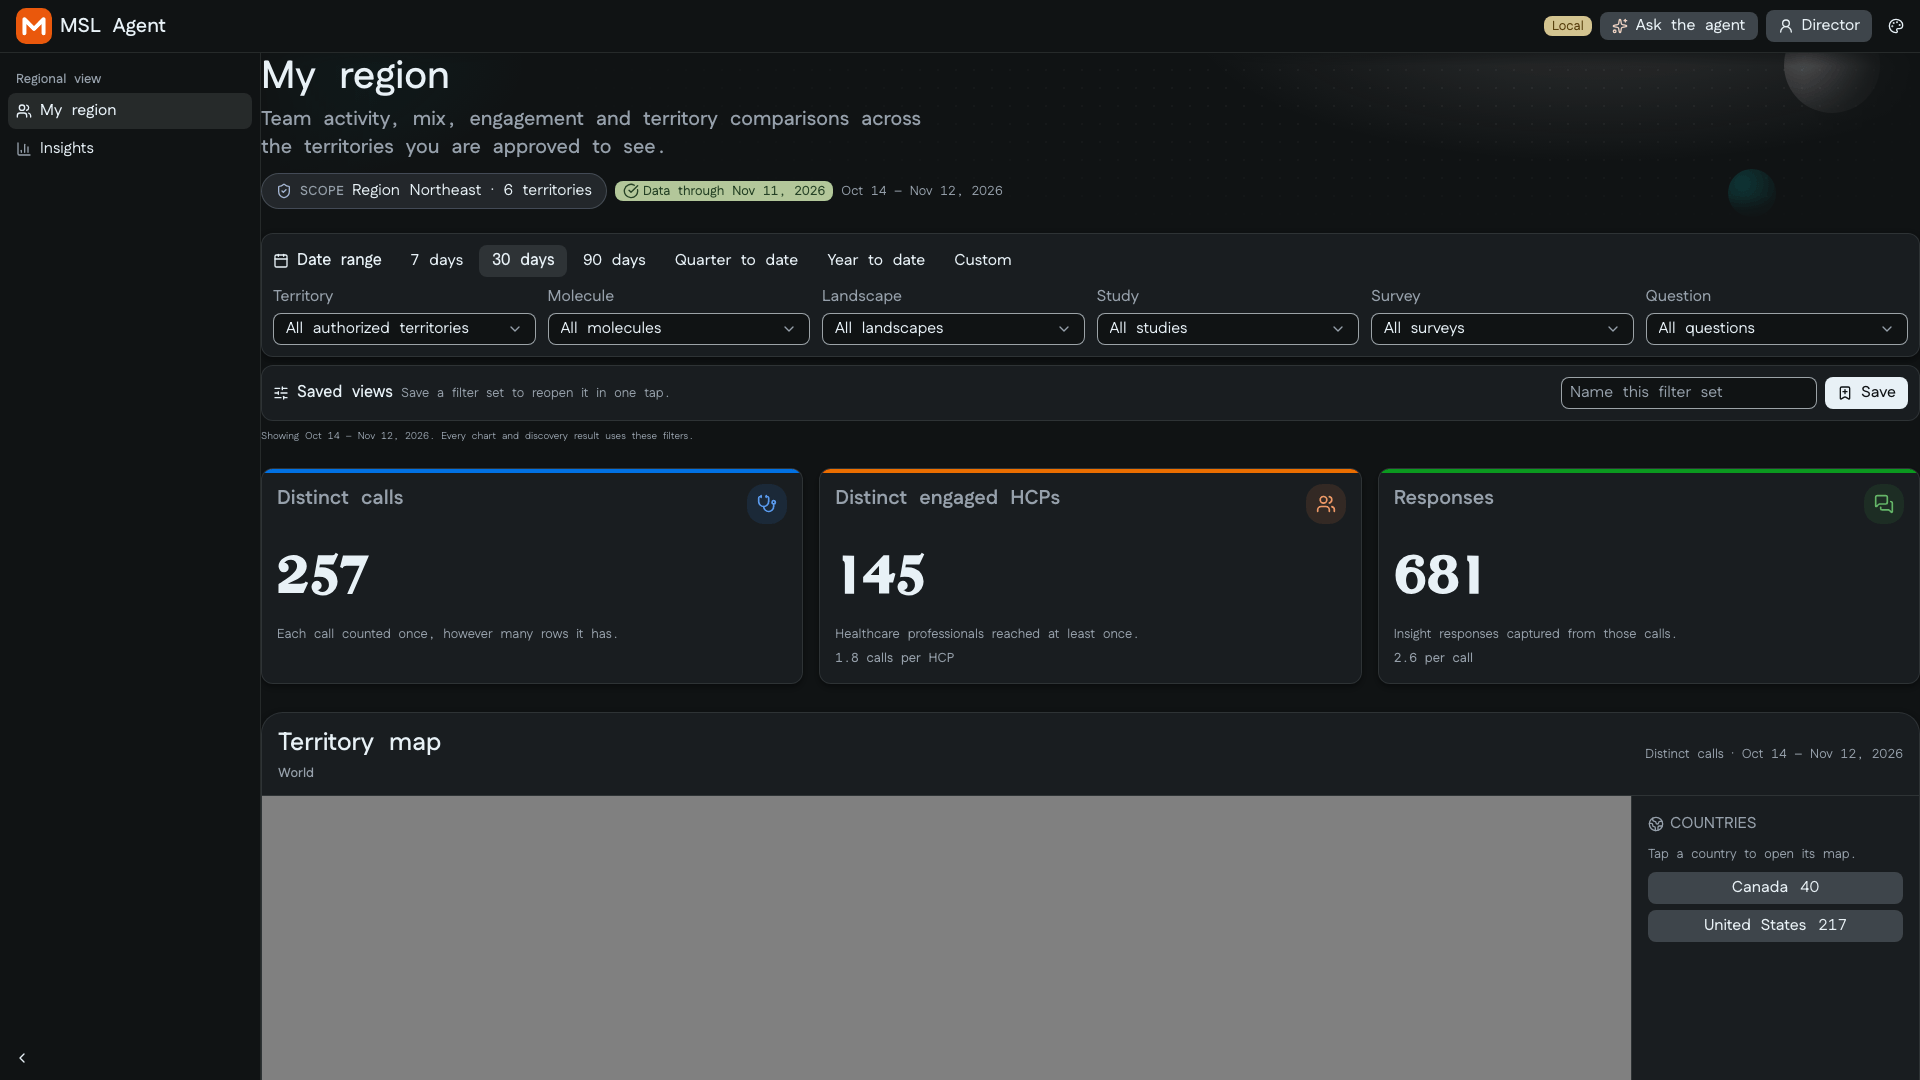 MSL Agent
Local
Ask the agent
Director
Regional view
My region
Insights
My region
Team activity, mix, engagement and territory comparisons across
the territories you are approved to see.
SCOPE Region Northeast · 6 territories
Data through Nov 11, 2026
Oct 14 – Nov 12, 2026
Date range
7 days
30 days
90 days
Quarter to date
Year to date
Custom
Territory
Molecule
Landscape
Study
Survey
Question
All authorized territories
All molecules
All landscapes
All studies
All surveys
All questions
Saved views
Save a filter set to reopen it in one tap.
Name this filter set
Save
Showing Oct 14 – Nov 12, 2026. Every chart and discovery result uses these filters.
Distinct calls
257
Each call counted once, however many rows it has.
Distinct engaged HCPs
145
Healthcare professionals reached at least once.
1.8 calls per HCP
Responses
681
Insight responses captured from those calls.
2.6 per call
Territory map
World
Distinct calls · Oct 14 – Nov 12, 2026
COUNTRIES
Tap a country to open its map.
Canada 40
United States 217